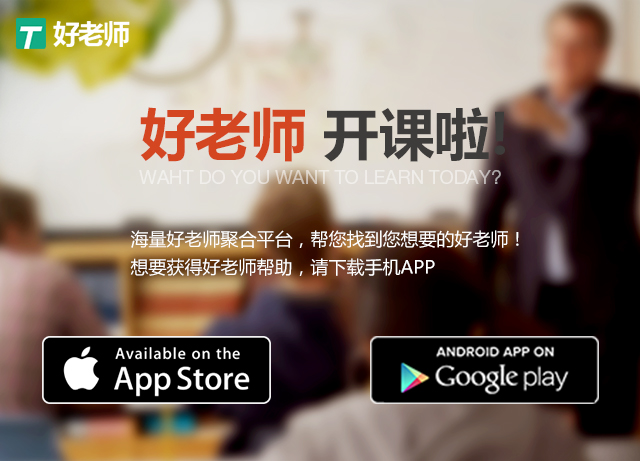 T 好老师
好老师 开课啦!
WAHT DO YOU WANT TO LEARN TODAY?
海量好老师聚合平台，帮您找到您想要的好老师！
想要获得好老师帮助，请下载手机APP
Available on the
App Store
ANDROID APP ON
Google play